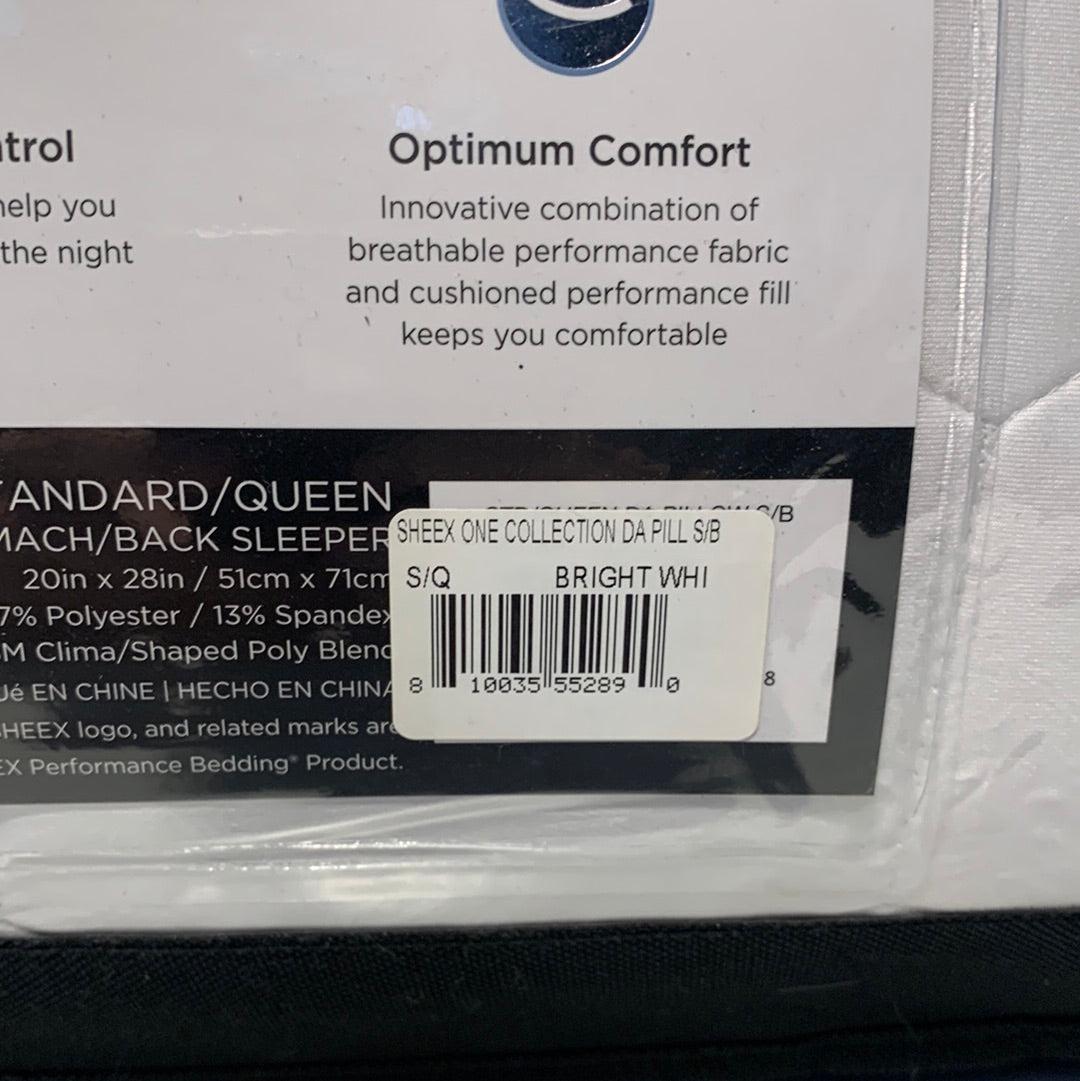 trol
help you
the night
Optimum Comfort
Innovative combination of
breathable performance fabric
and cushioned performance fill
keeps you comfortable
TANDARD/QUEEN
MACH/BACK SLEEPER
20in x 28in / 51cm x 71cm
7% Polyester / 13% Spandex
M Clima/Shaped Poly Blend
ué EN CHINE | HECHO EN CHINA
SHEEX logo, and related marks are
EX Performance Bedding® Product.
S/B
SHEEX ONE COLLECTION DA PILL S/B
S/Q BRIGHT WHI
8 10035 55289 0
8